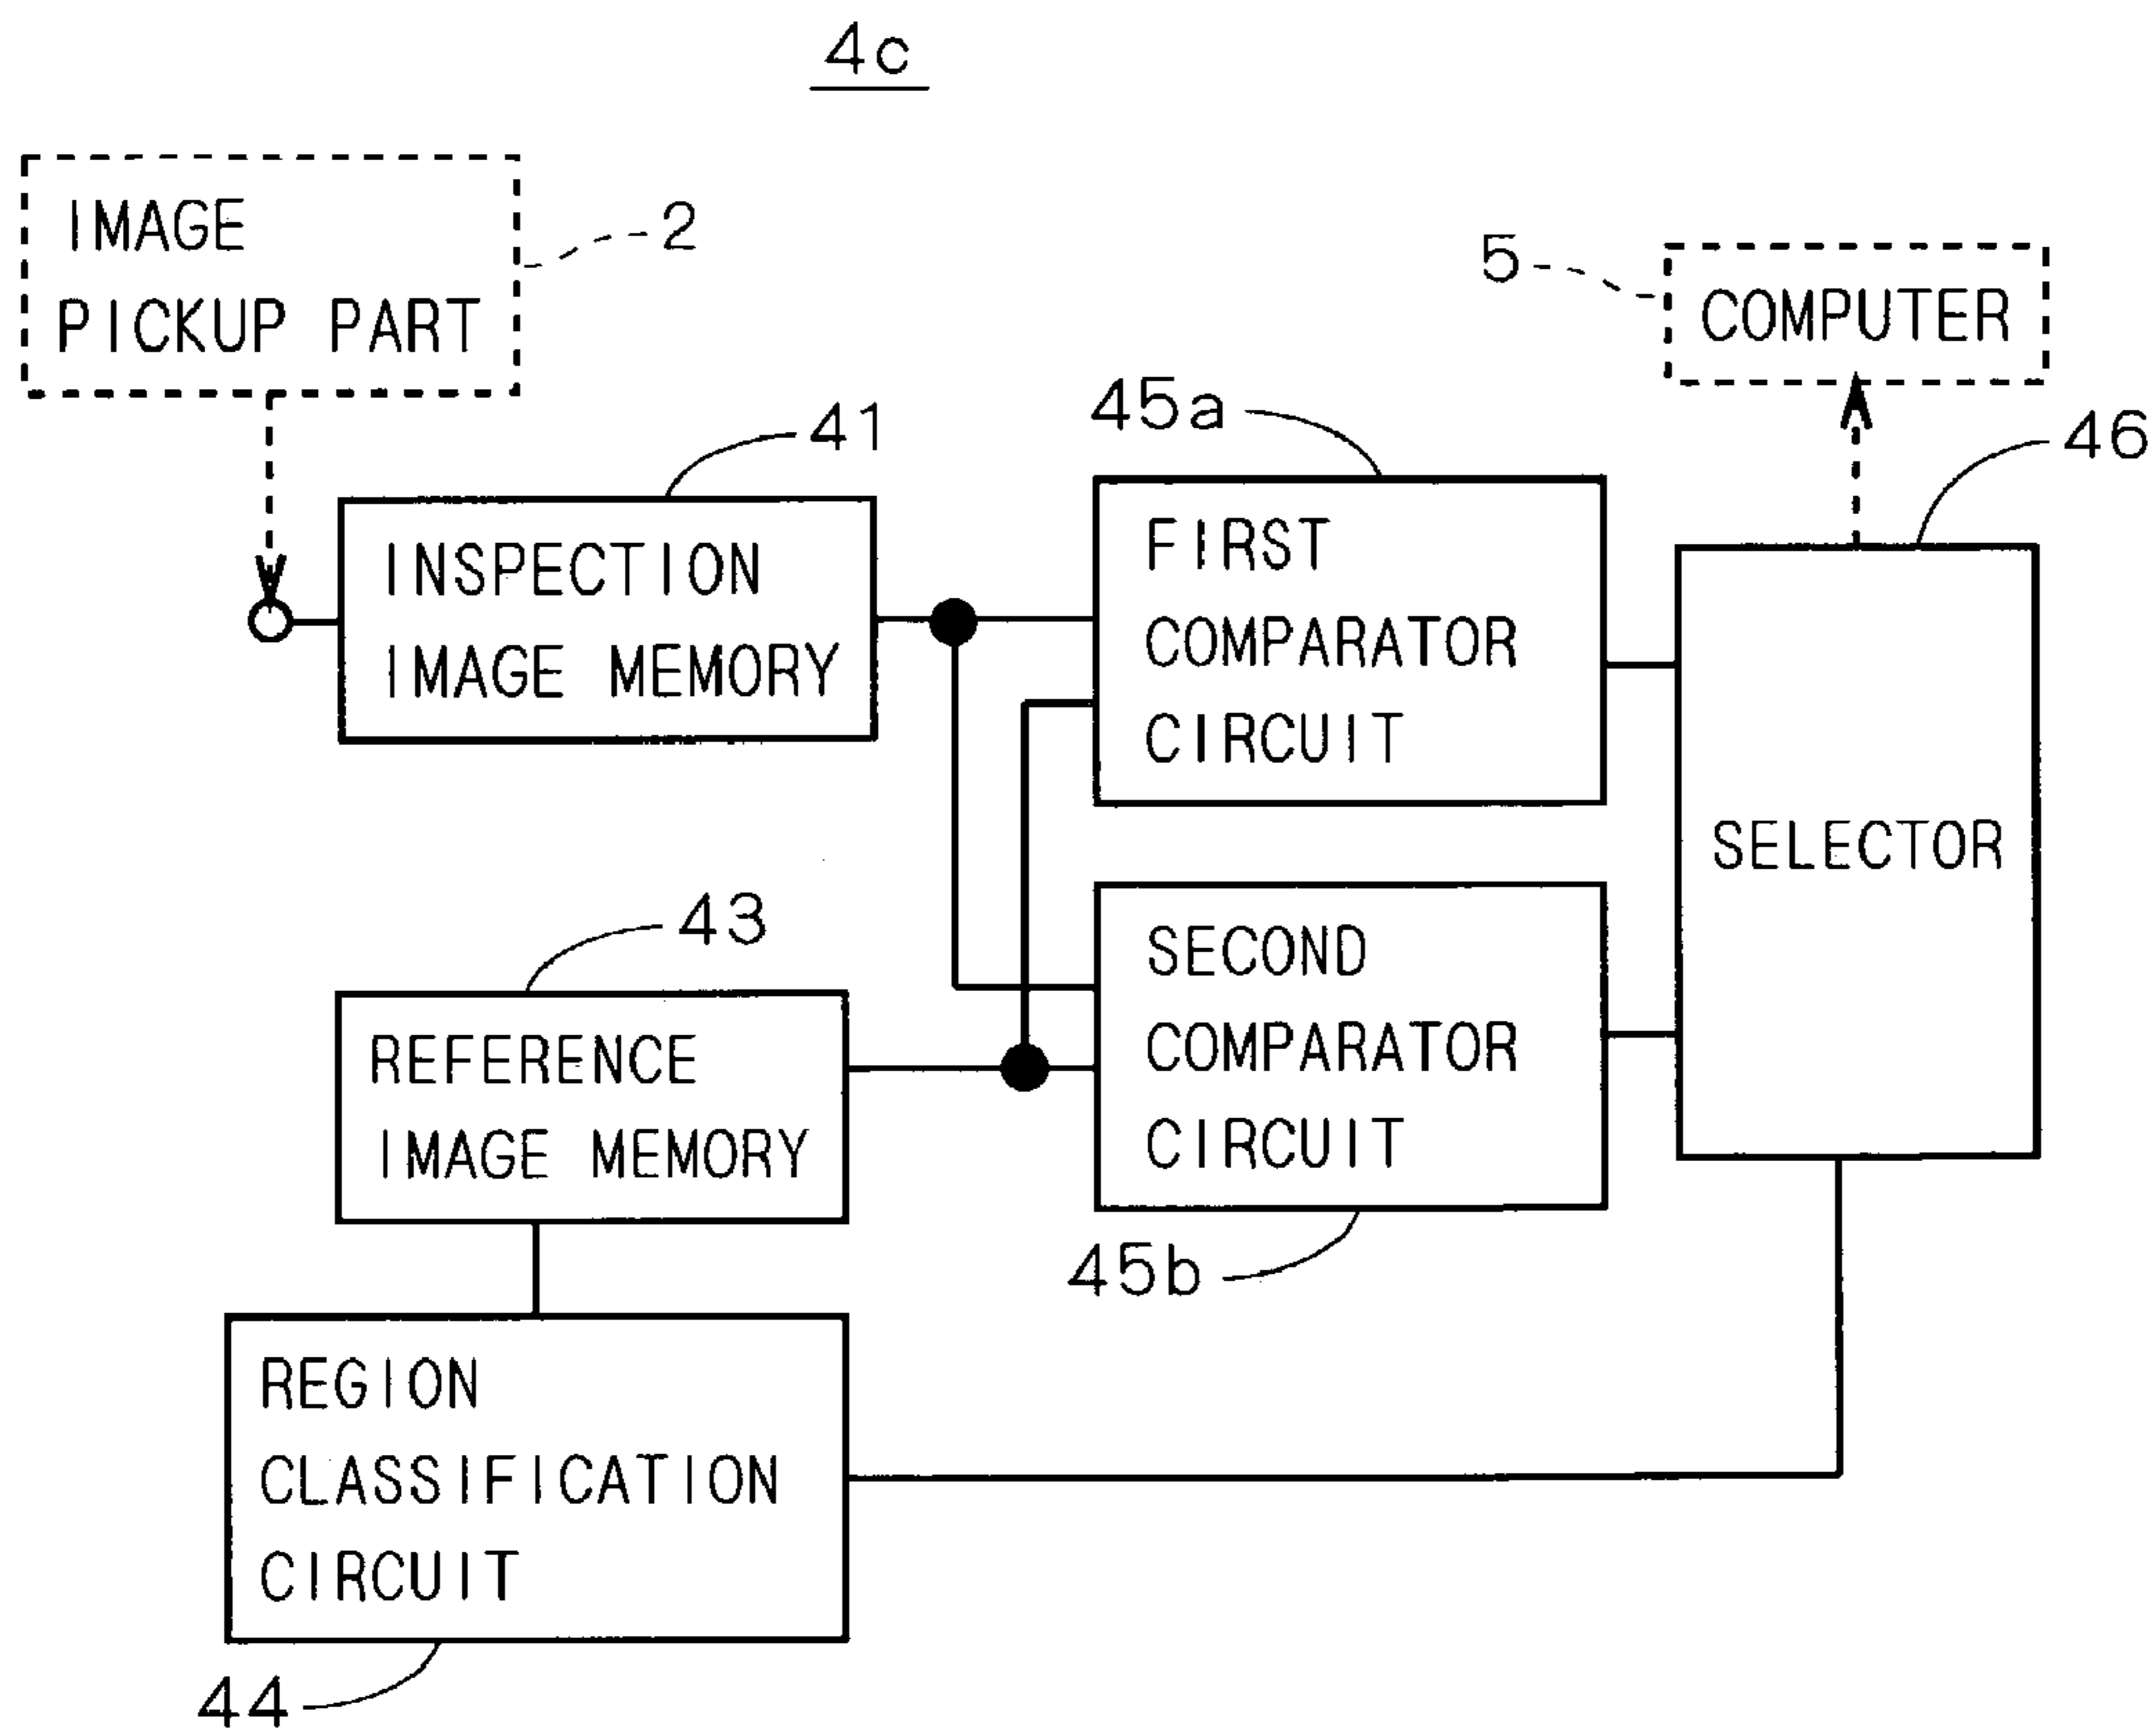 4c
IMAGE
PICKUP PART
2
5
COMPUTER
41
45a
46
INSPECTION
IMAGE MEMORY
FIRST
COMPARATOR
CIRCUIT
SELECTOR
43
REFERENCE
IMAGE MEMORY
SECOND
COMPARATOR
CIRCUIT
45b
REGION
CLASSIFICATION
CIRCUIT
44